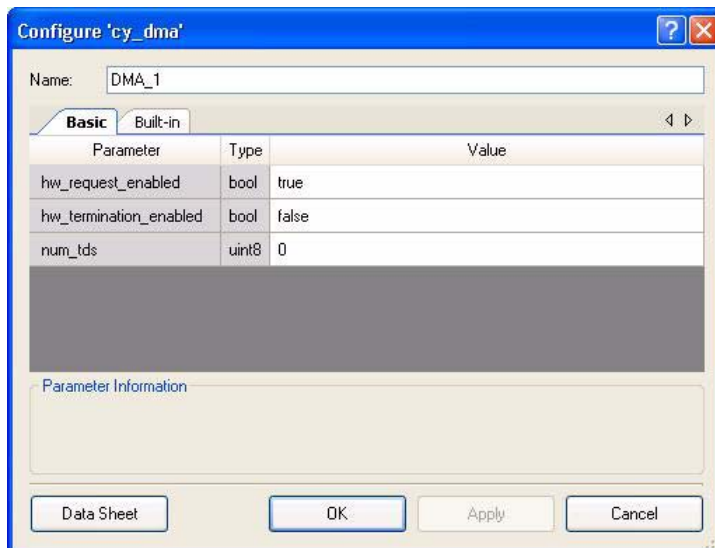 Configure 'cy_dma'
Name: DMA_1
Basic Built-in
Parameter Type Value
hw_request_enabled bool true
hw_termination_enabled bool false
num_tds uint8 0
Parameter Information
Data Sheet OK Apply Cancel